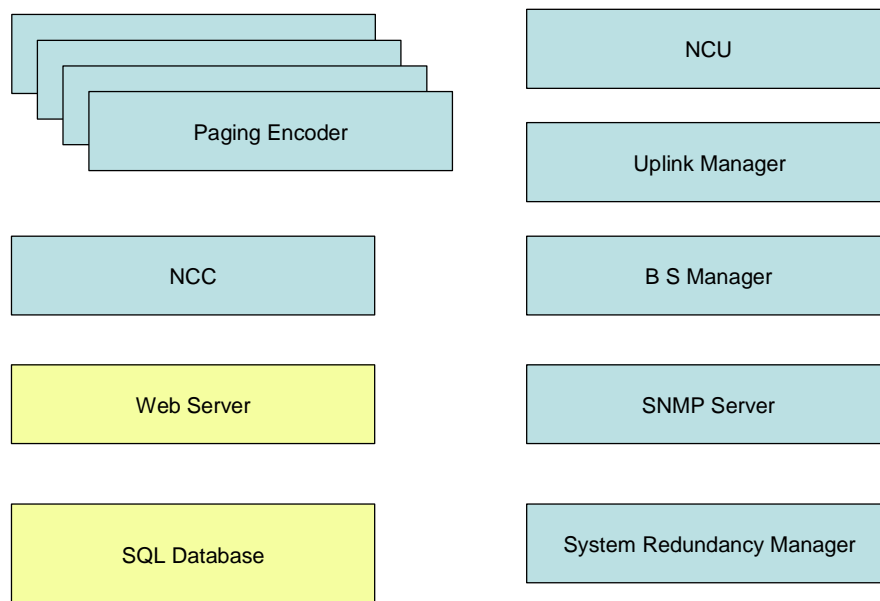 Paging Encoder
NCC
Web Server
SQL Database
NCU
Uplink Manager
B S Manager
SNMP Server
System Redundancy Manager